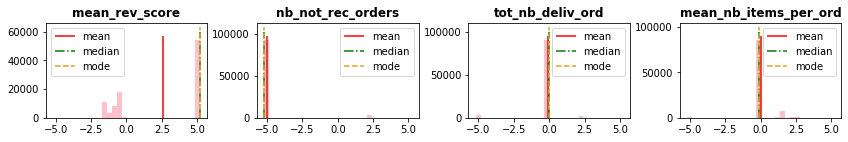 mean_rev_score
60000
40000
20000
0
-5.0 -2.5 0.0 2.5 5.0
mean
median
mode
nb_not_rec_orders
100000
50000
0
-5.0 -2.5 0.0 2.5 5.0
mean
median
mode
tot_nb_deliv_ord
100000
50000
0
-5.0 -2.5 0.0 2.5 5.0
mean
median
mode
mean_nb_items_per_ord
100000
50000
0
-5.0 -2.5 0.0 2.5 5.0
mean
median
mode